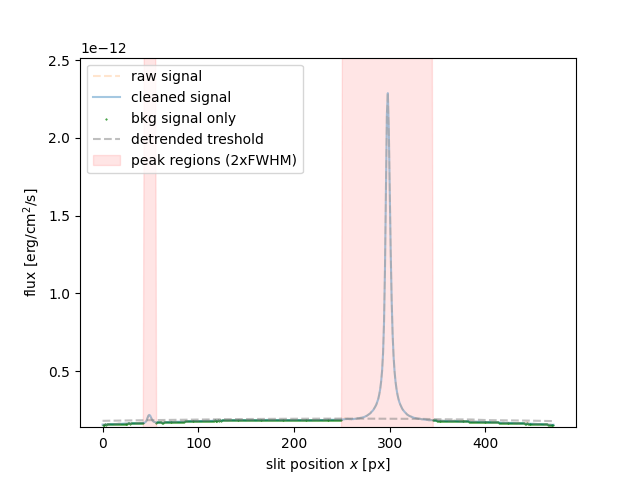 1e−12
2.5
2.0
1.5
1.0
0.5
flux [erg/cm²/s]
raw signal
cleaned signal
bkg signal only
detrended treshold
peak regions (2xFWHM)
0 100 200 300 400
slit position x [px]